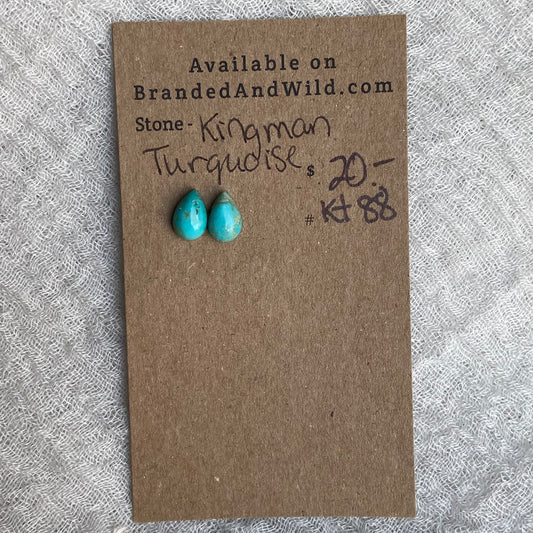 Available on
BrandedAndWild.com
Stone - Kingman
Turquoise $ 20.-
# Kt 88